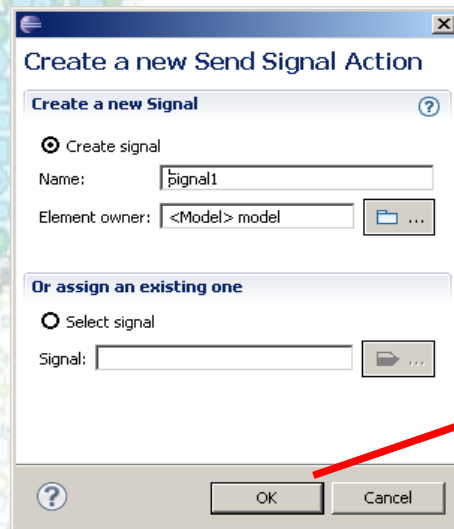 Create a new Send Signal Action
Create a new Signal
Create signal
Name: Signal1
Element owner: <Model> model
...
Or assign an existing one
Select signal
Signal:
...
OK Cancel